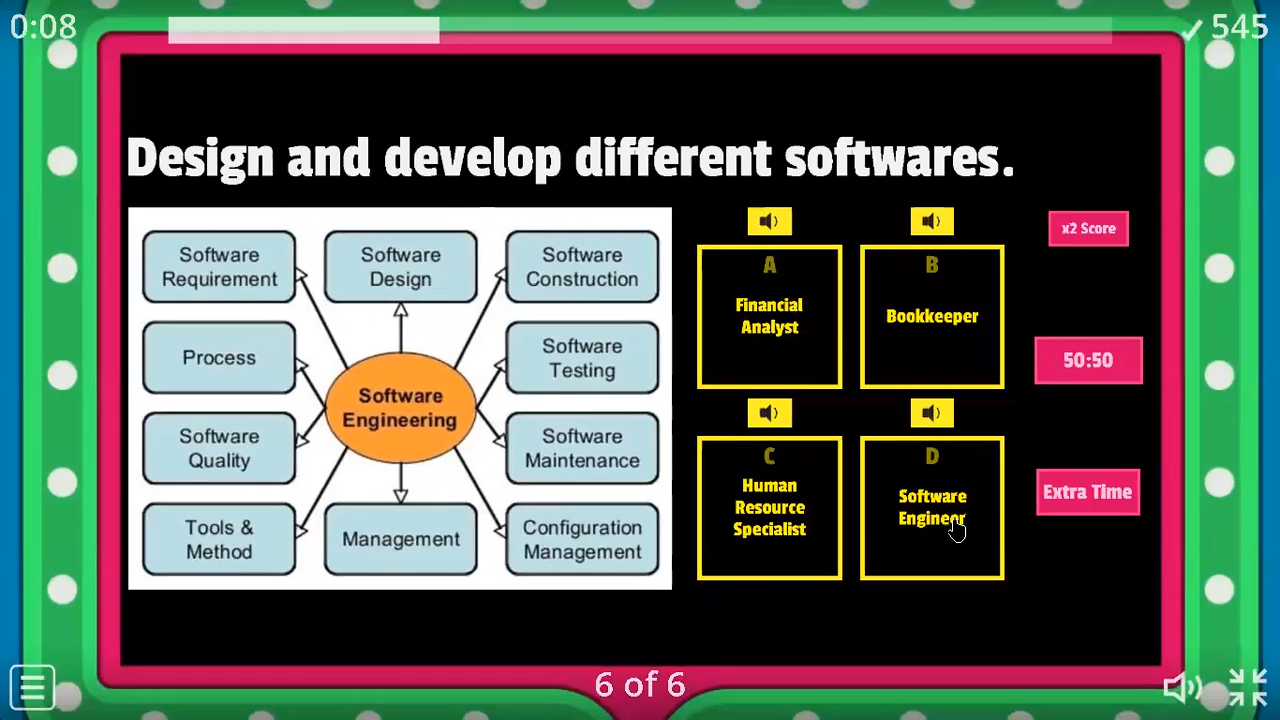 0:08
545
Design and develop different softwares.
Software
Requirement
Software
Design
Software
Construction
Process
Software
Testing
Software
Engineering
Software
Quality
Software
Maintenance
Tools &
Method
Management
Configuration
Management
A
Financial
Analyst
B
Bookkeeper
C
Human
Resource
Specialist
D
Software
Engineer
x2 Score
50:50
Extra Time
6 of 6